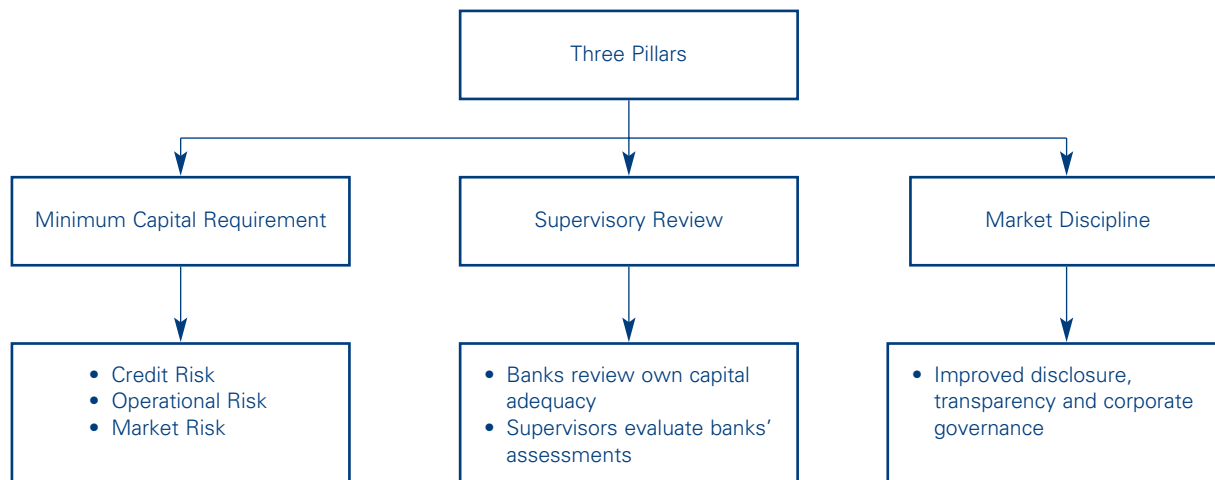 Three Pillars
Minimum Capital Requirement
Supervisory Review
Market Discipline
• Credit Risk
• Operational Risk
• Market Risk
• Banks review own capital
adequacy
• Supervisors evaluate banks’
assessments
• Improved disclosure,
transparency and corporate
governance